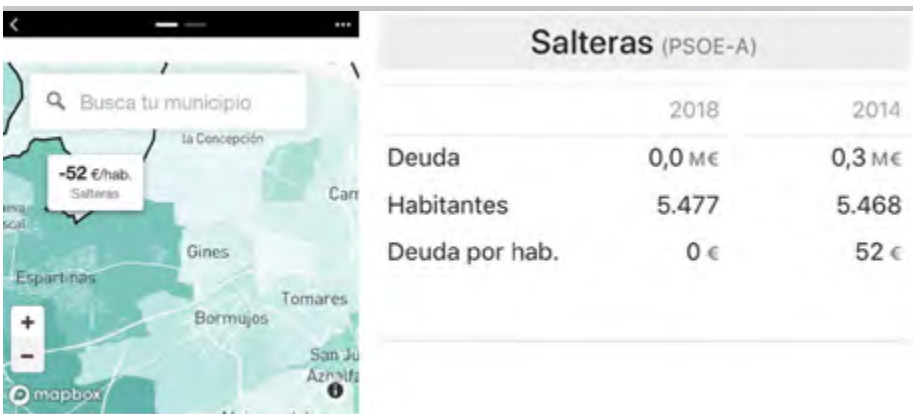 Busca tu municipio
la Concepción
-52 €/hab.
Salteras
Espartinas
Gines
Bormujos
Tomares
mapbox
Salteras (PSOE-A)
2018 2014
Deuda 0,0 M€ 0,3 M€
Habitantes 5.477 5.468
Deuda por hab. 0 € 52 €